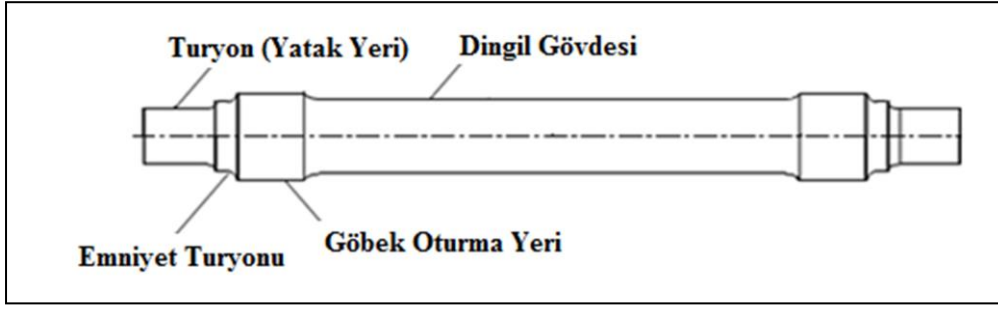 Turyon (Yatak Yeri)
Dingil Gövdesi
Göbek Oturma Yeri
Emniyet Turyonu